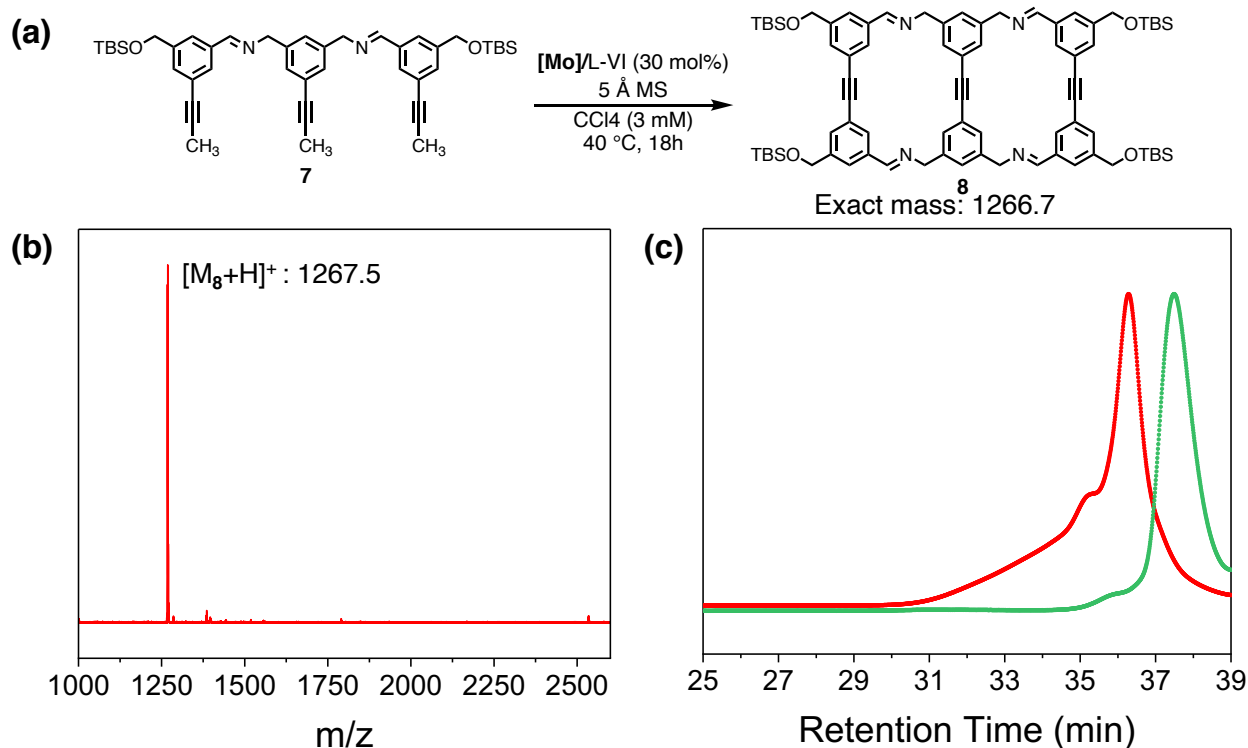 (a)
TBSO
N
N
OTBS
CH₃
CH₃
CH₃
7
[Mo]/L-VI (30 mol%)
5 Å MS
CCl4 (3 mM)
40 °C, 18h
TBSO
N
N
OTBS
TBSO
N
N
OTBS
8
Exact mass: 1266.7
(b)
[M₈+H]⁺ : 1267.5
1000 1250 1500 1750 2000 2250 2500
m/z
(c)
25 27 29 31 33 35 37 39
Retention Time (min)